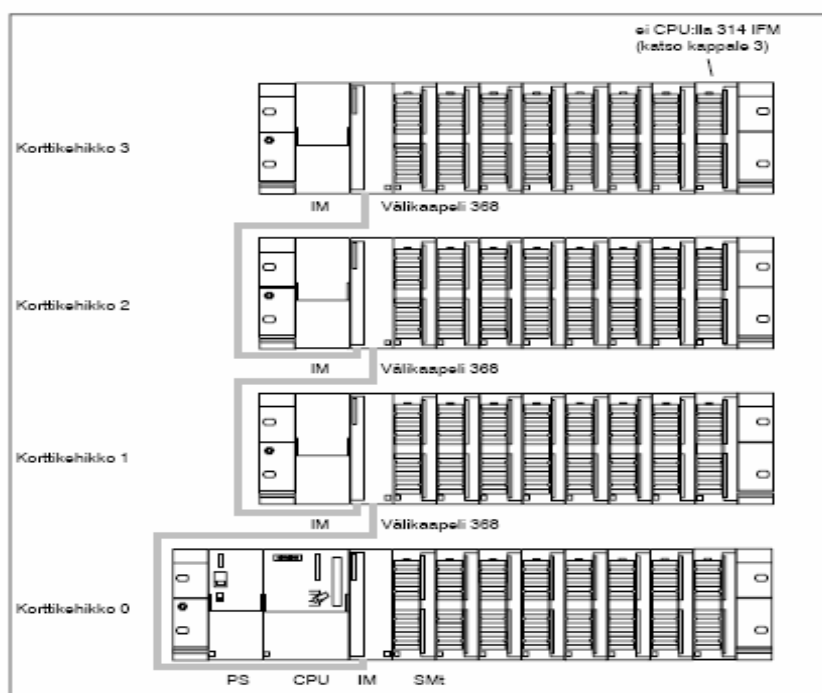 ei CPU:lla 314 IFM
(katso kappale 3)
Korttikehikko 3
IM Välikaapeli 368
Korttikehikko 2
IM Välikaapeli 368
Korttikehikko 1
IM Välikaapeli 368
Korttikehikko 0
PS CPU IM SMt